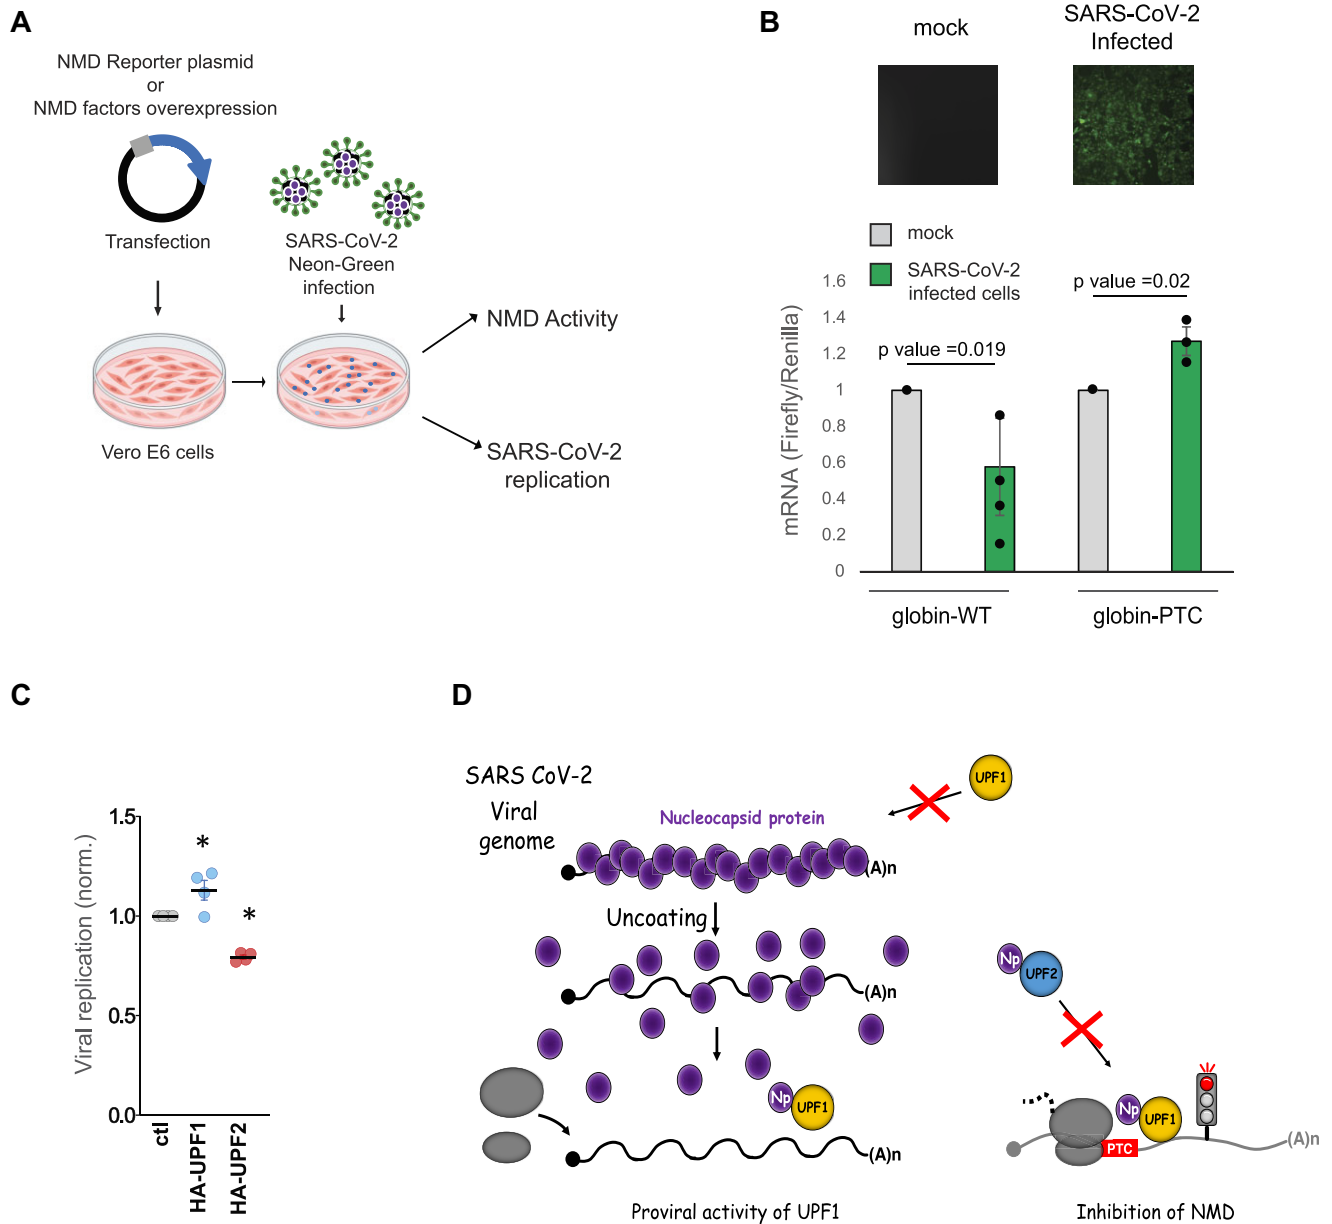 A
NMD Reporter plasmid
or
NMD factors overexpression
Transfection
SARS-CoV-2
Neon-Green
infection
Vero E6 cells
NMD Activity
SARS-CoV-2
replication
B
mock
SARS-CoV-2
Infected
mock
SARS-CoV-2
infected cells
mRNA (Firefly/Renilla)
1.6
1.4
1.2
1
0.8
0.6
0.4
0.2
0
p value =0.019
p value =0.02
globin-WT
globin-PTC
C
Viral replication (norm.)
1.5
1.0
0.5
0.0
*
*
ctl
HA-UPF1
HA-UPF2
D
SARS CoV-2
Viral
genome
Nucleocapsid protein
UPF1
(A)n
Uncoating
(A)n
Np
UPF1
(A)n
Proviral activity of UPF1
Np
UPF2
Np
UPF1
PTC
(A)n
Inhibition of NMD